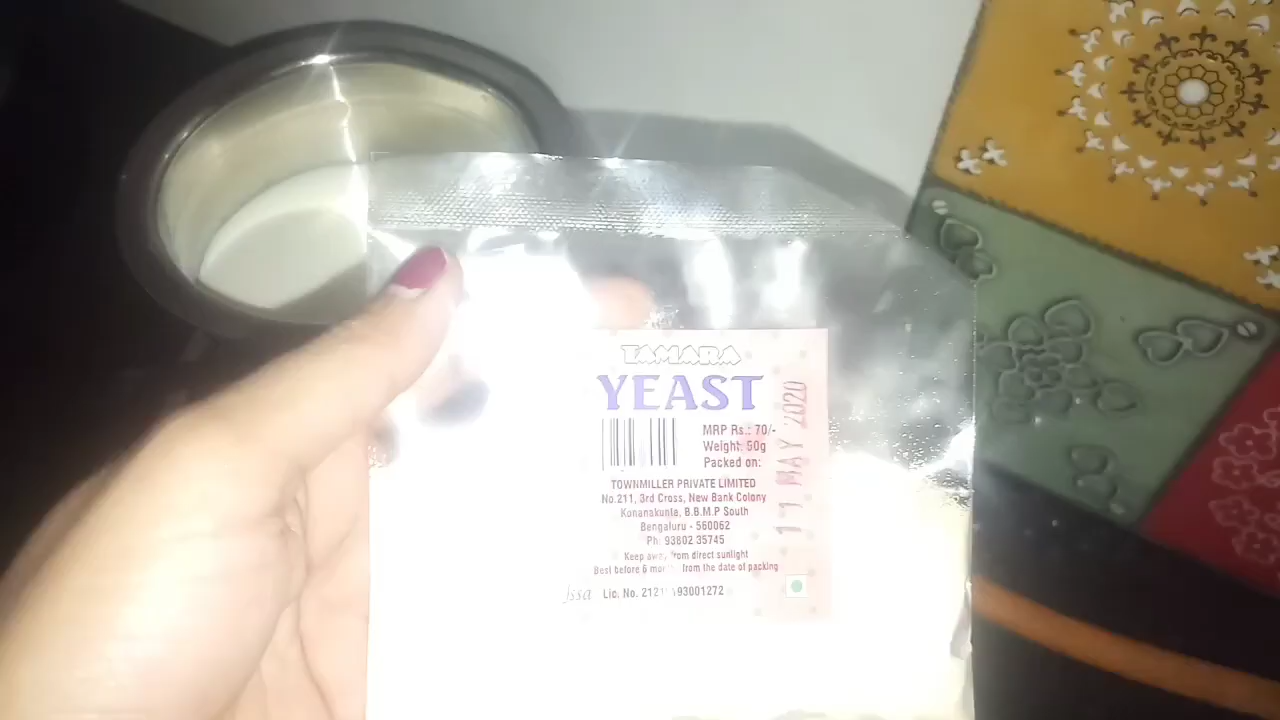 TAMARA
YEAST
MRP Rs.: 70/-
Weight: 50g
Packed on:
11 MAY 2020
TOWNMILLER PRIVATE LIMITED
No.211, 3rd Cross, New Bank Colony
Konanakunte, B.B.M.P South
Bengaluru - 560062
Ph: 93802 35745
Keep away from direct sunlight
Best before 6 from the date of packing
fssai Lic. No.